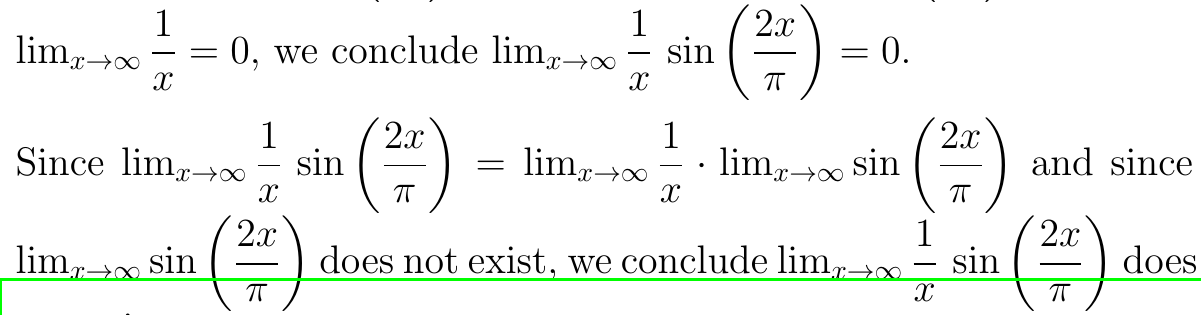 lim_{x→∞} 1/x = 0, we conclude lim_{x→∞} 1/x sin(2x/π) = 0.
Since lim_{x→∞} 1/x sin(2x/π) = lim_{x→∞} 1/x · lim_{x→∞} sin(2x/π) and since
lim_{x→∞} sin(2x/π) does not exist, we conclude lim_{x→∞} 1/x sin(2x/π) does